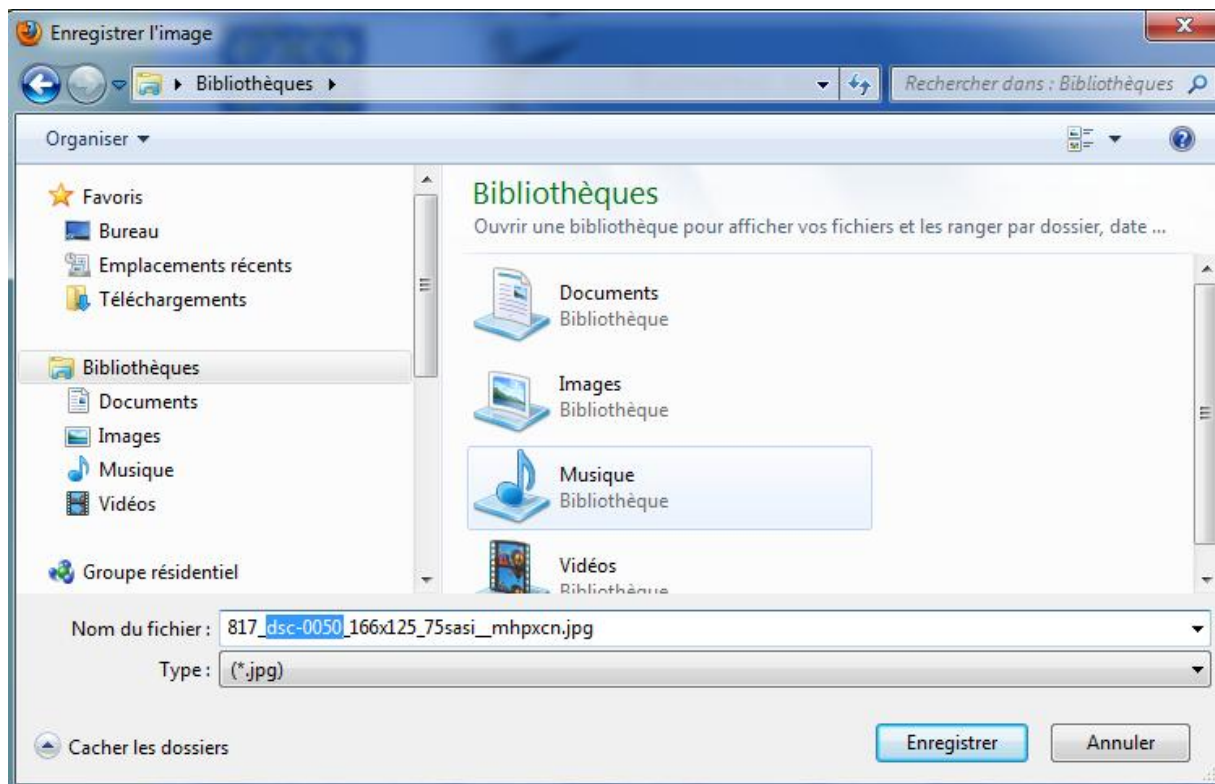 Enregistrer l'image
Bibliothèques
Rechercher dans : Bibliothèques
Organiser
Favoris
Bureau
Emplacements récents
Téléchargements
Bibliothèques
Documents
Images
Musique
Vidéos
Groupe résidentiel
Bibliothèques
Ouvrir une bibliothèque pour afficher vos fichiers et les ranger par dossier, date ...
Documents
Bibliothèque
Images
Bibliothèque
Musique
Bibliothèque
Vidéos
Bibliothèque
Nom du fichier : 817_dsc-0050_166x125_75sasi__mhpxcn.jpg
Type : (*.jpg)
Cacher les dossiers
Enregistrer
Annuler